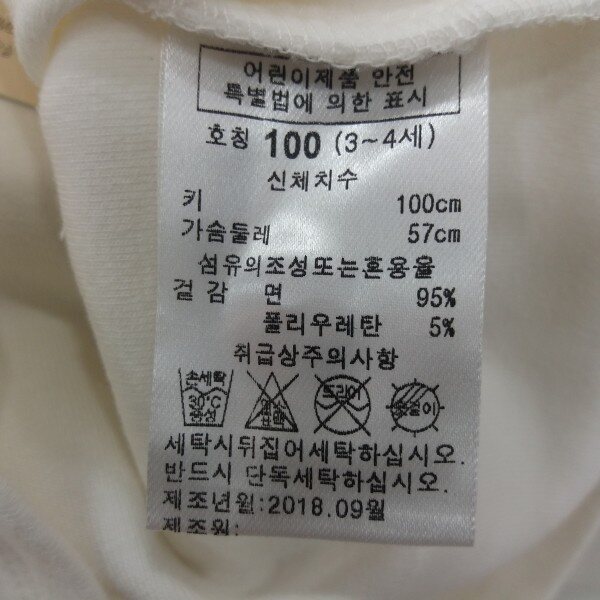 어린이제품 안전
특별법에 의한 표시
호칭 100 (3~4세)
신체치수
키 100cm
가슴둘레 57cm
섬유의조성또는혼용율
겉감 면 95%
폴리우레탄 5%
취급상주의사항
손세탁 드라이
30°C
중성
세탁시뒤집어세탁하십시오.
반드시 단독세탁하십시오.
제조년월:2018.09월
제조원: